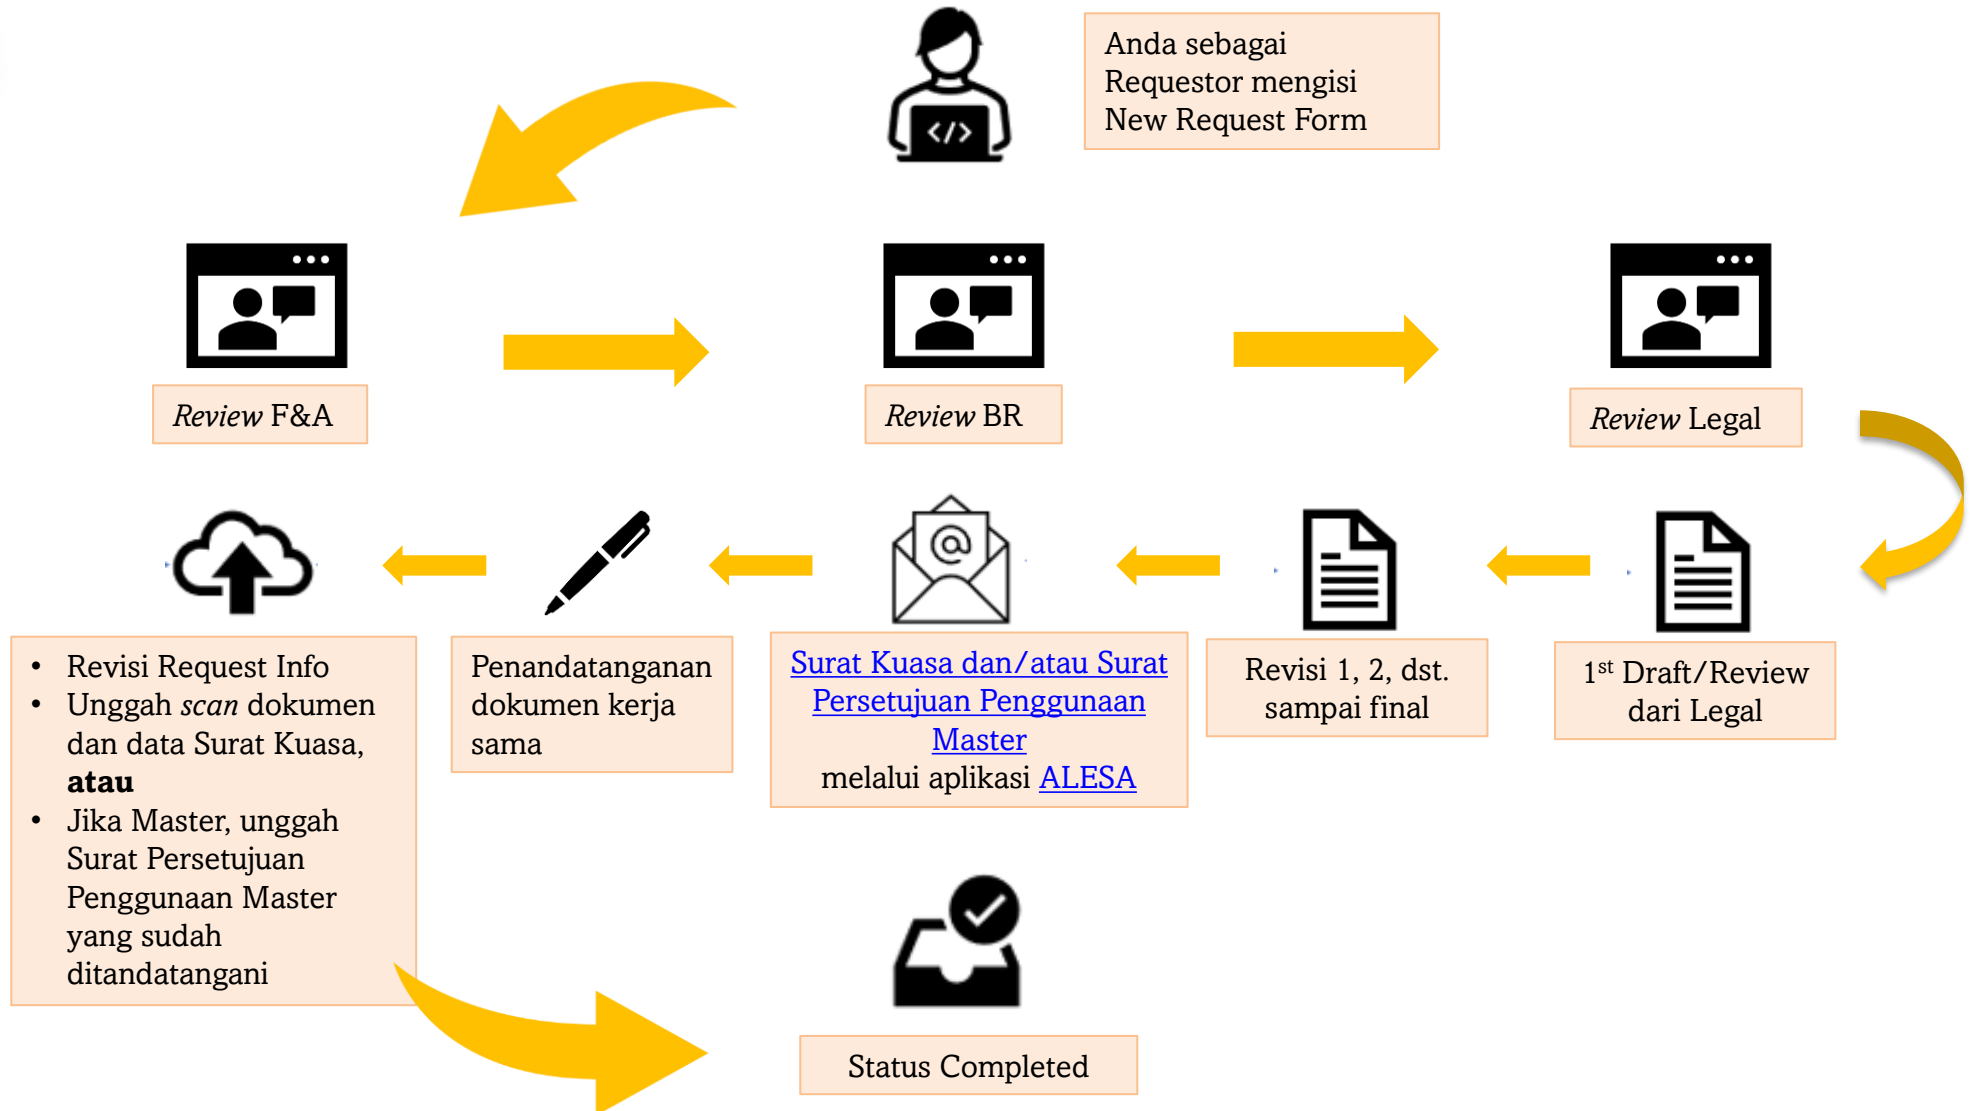 Anda sebagai
Requestor mengisi
New Request Form
</>
Review F&A
Review BR
Review Legal
1st Draft/Review
dari Legal
Revisi 1, 2, dst.
sampai final
@
Surat Kuasa dan/atau Surat
Persetujuan Penggunaan
Master
melalui aplikasi ALESA
Penandatanganan
dokumen kerja
sama
• Revisi Request Info
• Unggah scan dokumen
dan data Surat Kuasa,
atau
• Jika Master, unggah
Surat Persetujuan
Penggunaan Master
yang sudah
ditandatangani
Status Completed